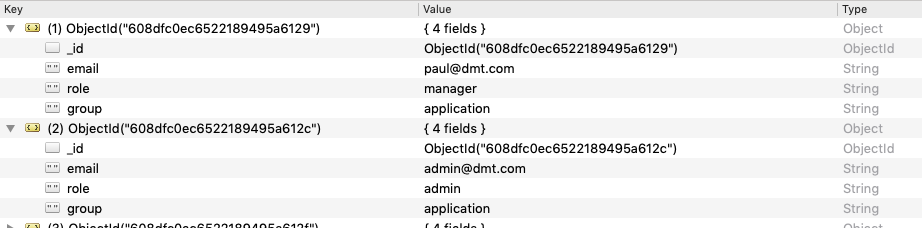 Key Value Type
(1) ObjectId("608dfc0ec6522189495a6129") { 4 fields } Object
_id ObjectId("608dfc0ec6522189495a6129") ObjectId
" " email paul@dmt.com String
" " role manager String
" " group application String
(2) ObjectId("608dfc0ec6522189495a612c") { 4 fields } Object
_id ObjectId("608dfc0ec6522189495a612c") ObjectId
" " email admin@dmt.com String
" " role admin String
" " group application String
(3) ObjectId("608dfc0ec6522189495a612f") { 4 fields } Object